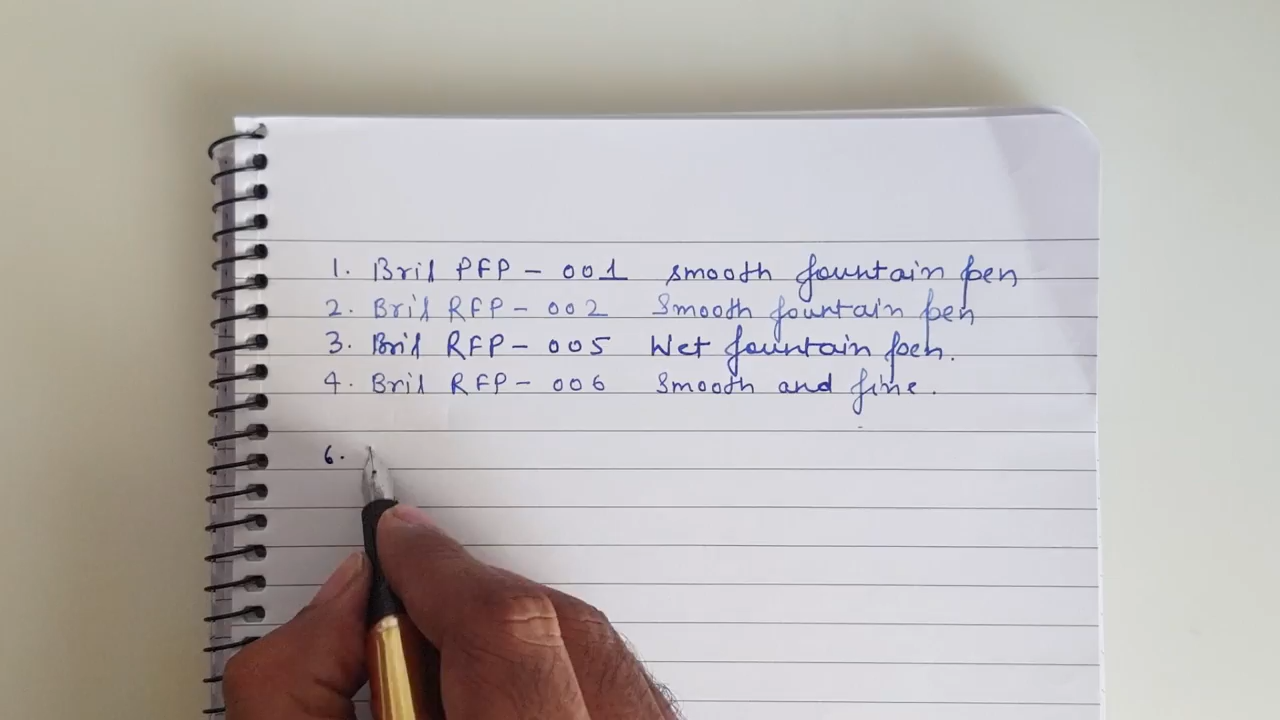 1. Bril PFP - 001 smooth fountain pen
2. Bril RFP - 002 Smooth fountain pen
3. Bril RFP - 005 Wet fountain pen.
4. Bril RFP - 006 Smooth and fine.
6.